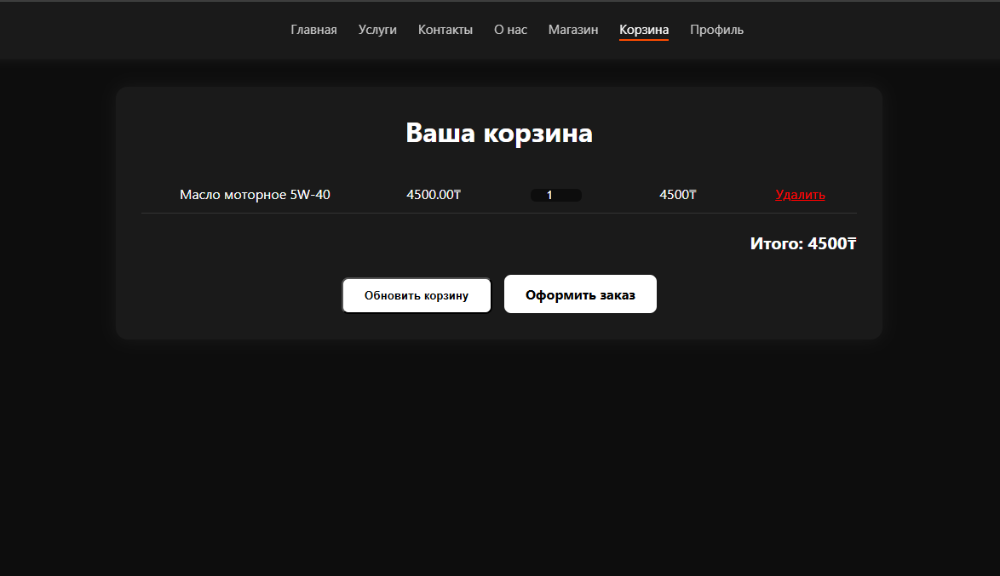 Главная Услуги Контакты О нас Магазин Корзина Профиль
Ваша корзина
Масло моторное 5W-40 4500.00₸ 1 4500₸ Удалить
Итого: 4500₸
Обновить корзину Оформить заказ